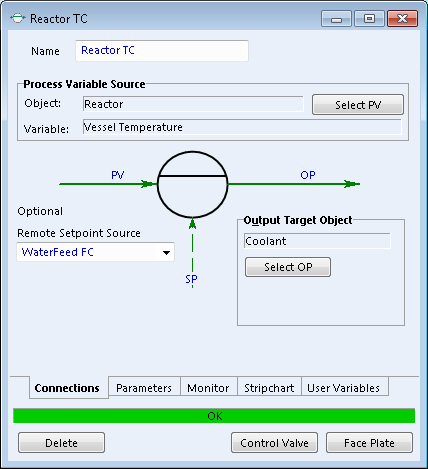 Reactor TC
Name Reactor TC
Process Variable Source
Object: Reactor Select PV
Variable: Vessel Temperature
PV OP
Optional
Remote Setpoint Source
WaterFeed FC
SP
Output Target Object
Coolant
Select OP
Connections Parameters Monitor Stripchart User Variables
OK
Delete Control Valve Face Plate